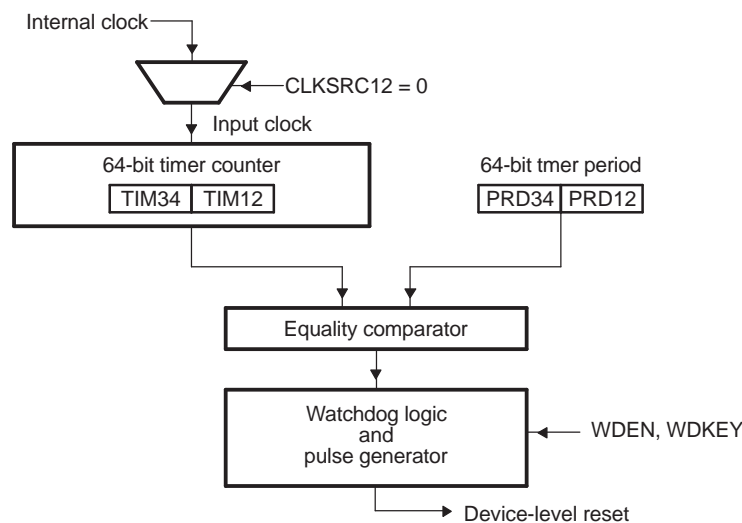 Internal clock
CLKSRC12 = 0
Input clock
64-bit timer counter
TIM34 TIM12
64-bit tmer period
PRD34 PRD12
Equality comparator
Watchdog logic
and
pulse generator
WDEN, WDKEY
Device-level reset